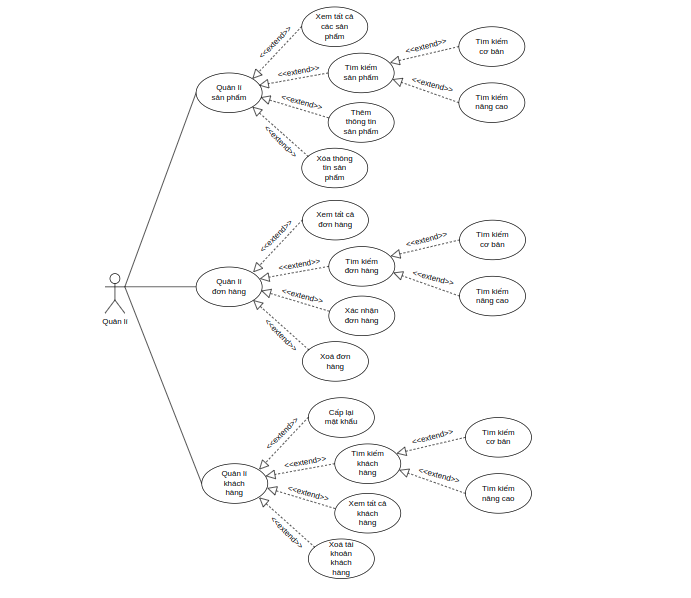 Xem tất cả
các sản
phẩm
<<extend>>
Tìm kiếm
cơ bản
<<extend>>
Tìm kiếm
sản phẩm
<<extend>>
Quản lí
sản phẩm
<<extend>>
Tìm kiếm
nâng cao
<<extend>>
Thêm
thông tin
sản phẩm
<<extend>>
Xóa thông
tin sản
phẩm
Xem tất cả
đơn hàng
<<extend>>
Tìm kiếm
cơ bản
<<extend>>
Tìm kiếm
đơn hàng
<<extend>>
Quản lí
đơn hàng
<<extend>>
Tìm kiếm
nâng cao
<<extend>>
Xác nhận
đơn hàng
Quản lí
<<extend>>
Xoá đơn
hàng
Cấp lại
mật khẩu
<<extend>>
Tìm kiếm
cơ bản
<<extend>>
Tìm kiếm
khách
hàng
<<extend>>
Quản lí
khách
hàng
<<extend>>
Tìm kiếm
nâng cao
<<extend>>
Xem tất cả
khách
hàng
<<extend>>
Xoá tài
khoản
khách
hàng